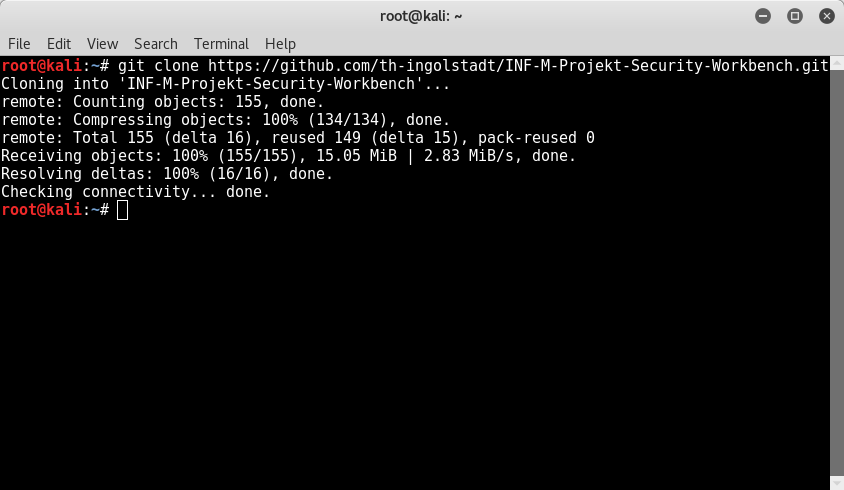 root@kali: ~
File Edit View Search Terminal Help
root@kali:~# git clone https://github.com/th-ingolstadt/INF-M-Projekt-Security-Workbench.git
Cloning into 'INF-M-Projekt-Security-Workbench'...
remote: Counting objects: 155, done.
remote: Compressing objects: 100% (134/134), done.
remote: Total 155 (delta 16), reused 149 (delta 15), pack-reused 0
Receiving objects: 100% (155/155), 15.05 MiB | 2.83 MiB/s, done.
Resolving deltas: 100% (16/16), done.
Checking connectivity... done.
root@kali:~#